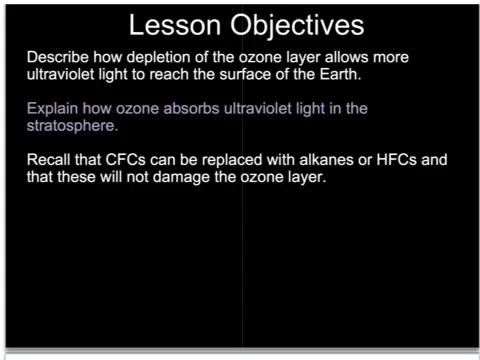 Lesson Objectives
Describe how depletion of the ozone layer allows more
ultraviolet light to reach the surface of the Earth.
Explain how ozone absorbs ultraviolet light in the
stratosphere.
Recall that CFCs can be replaced with alkanes or HFCs and
that these will not damage the ozone layer.